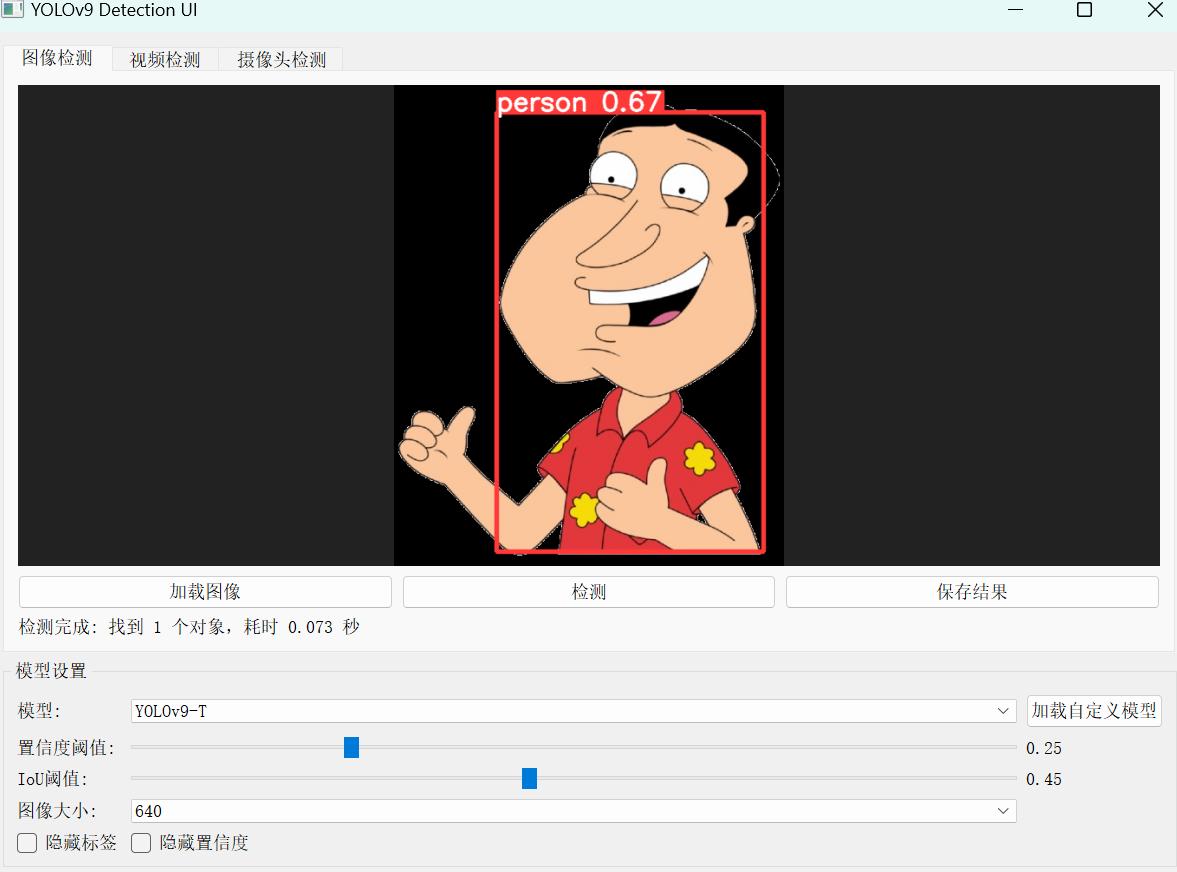 YOLOv9 Detection UI
图像检测 视频检测 摄像头检测
person 0.67
加载图像 检测 保存结果
检测完成: 找到 1 个对象，耗时 0.073 秒
模型设置
模型: YOLOv9-T 加载自定义模型
置信度阈值: 0.25
IoU阈值: 0.45
图像大小: 640
隐藏标签 隐藏置信度